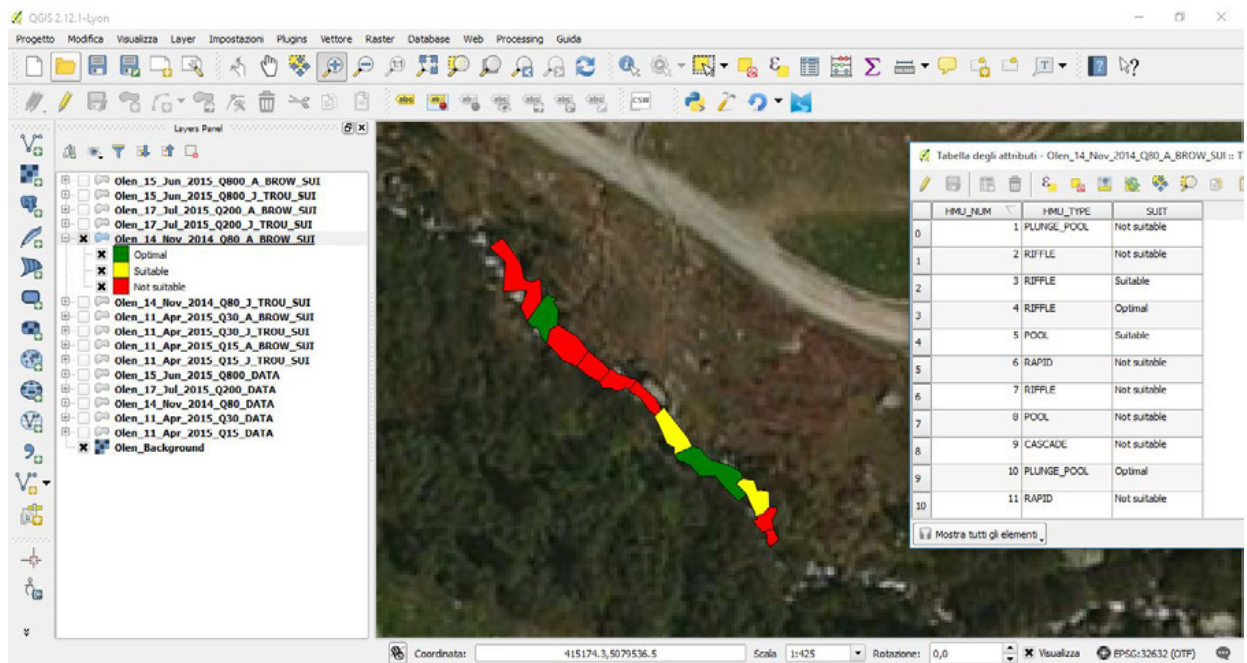 QGIS 2.12.1-Lyon
Progetto Modifica Visualizza Layer Impostazioni Plugins Vettore Raster Database Web Processing Guida
Layers Panel
Olen_15_Jun_2015_Q800_A_BROW_SUI
Olen_15_Jun_2015_Q800_J_TROU_SUI
Olen_17_Jul_2015_Q200_A_BROW_SUI
Olen_17_Jul_2015_Q200_J_TROU_SUI
Olen_14_Nov_2014_Q80_A_BROW_SUI
Optimal
Suitable
Not suitable
Olen_14_Nov_2014_Q80_J_TROU_SUI
Olen_11_Apr_2015_Q30_A_BROW_SUI
Olen_11_Apr_2015_Q30_J_TROU_SUI
Olen_11_Apr_2015_Q15_A_BROW_SUI
Olen_11_Apr_2015_Q15_J_TROU_SUI
Olen_15_Jun_2015_Q800_DATA
Olen_17_Jul_2015_Q200_DATA
Olen_14_Nov_2014_Q80_DATA
Olen_11_Apr_2015_Q30_DATA
Olen_11_Apr_2015_Q15_DATA
Olen_Background
Tabella degli attributi - Olen_14_Nov_2014_Q80_A_BROW_SUI :: T
HMU_NUM HMU_TYPE SUIT
0 1 PLUNGE_POOL Not suitable
1 2 RIFFLE Not suitable
2 3 RIFFLE Suitable
3 4 RIFFLE Optimal
4 5 POOL Suitable
5 6 RAPID Not suitable
6 7 RIFFLE Not suitable
7 8 POOL Not suitable
8 9 CASCADE Not suitable
9 10 PLUNGE_POOL Optimal
10 11 RAPID Not suitable
Mostra tutti gli elementi
Coordinata: 415174.3,5079536.5 Scala 1:425 Rotazione: 0,0 Visualizza EPSG:32632 (OTF)